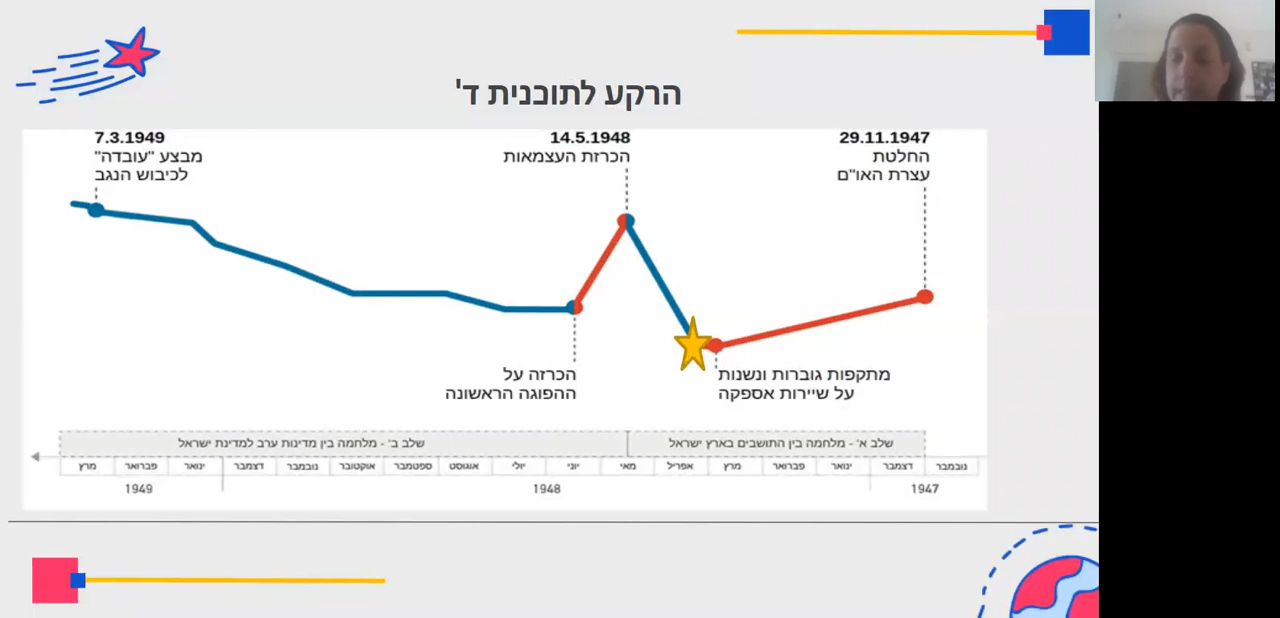 הרקע לתוכנית ד'
29.11.1947
החלטת
עצרת האו"ם
14.5.1948
הכרזת העצמאות
7.3.1949
מבצע "עובדה"
לכיבוש הנגב
מתקפות גוברות ונשנות
על שיירות אספקה
הכרזה על
ההפוגה הראשונה
שלב א' - מלחמה בין התושבים בארץ ישראל
שלב ב' - מלחמה בין מדינות ערב למדינת ישראל
נובמבר דצמבר ינואר פברואר מרץ אפריל מאי יוני יולי אוגוסט ספטמבר אוקטובר נובמבר דצמבר ינואר פברואר מרץ
1947 1948 1949